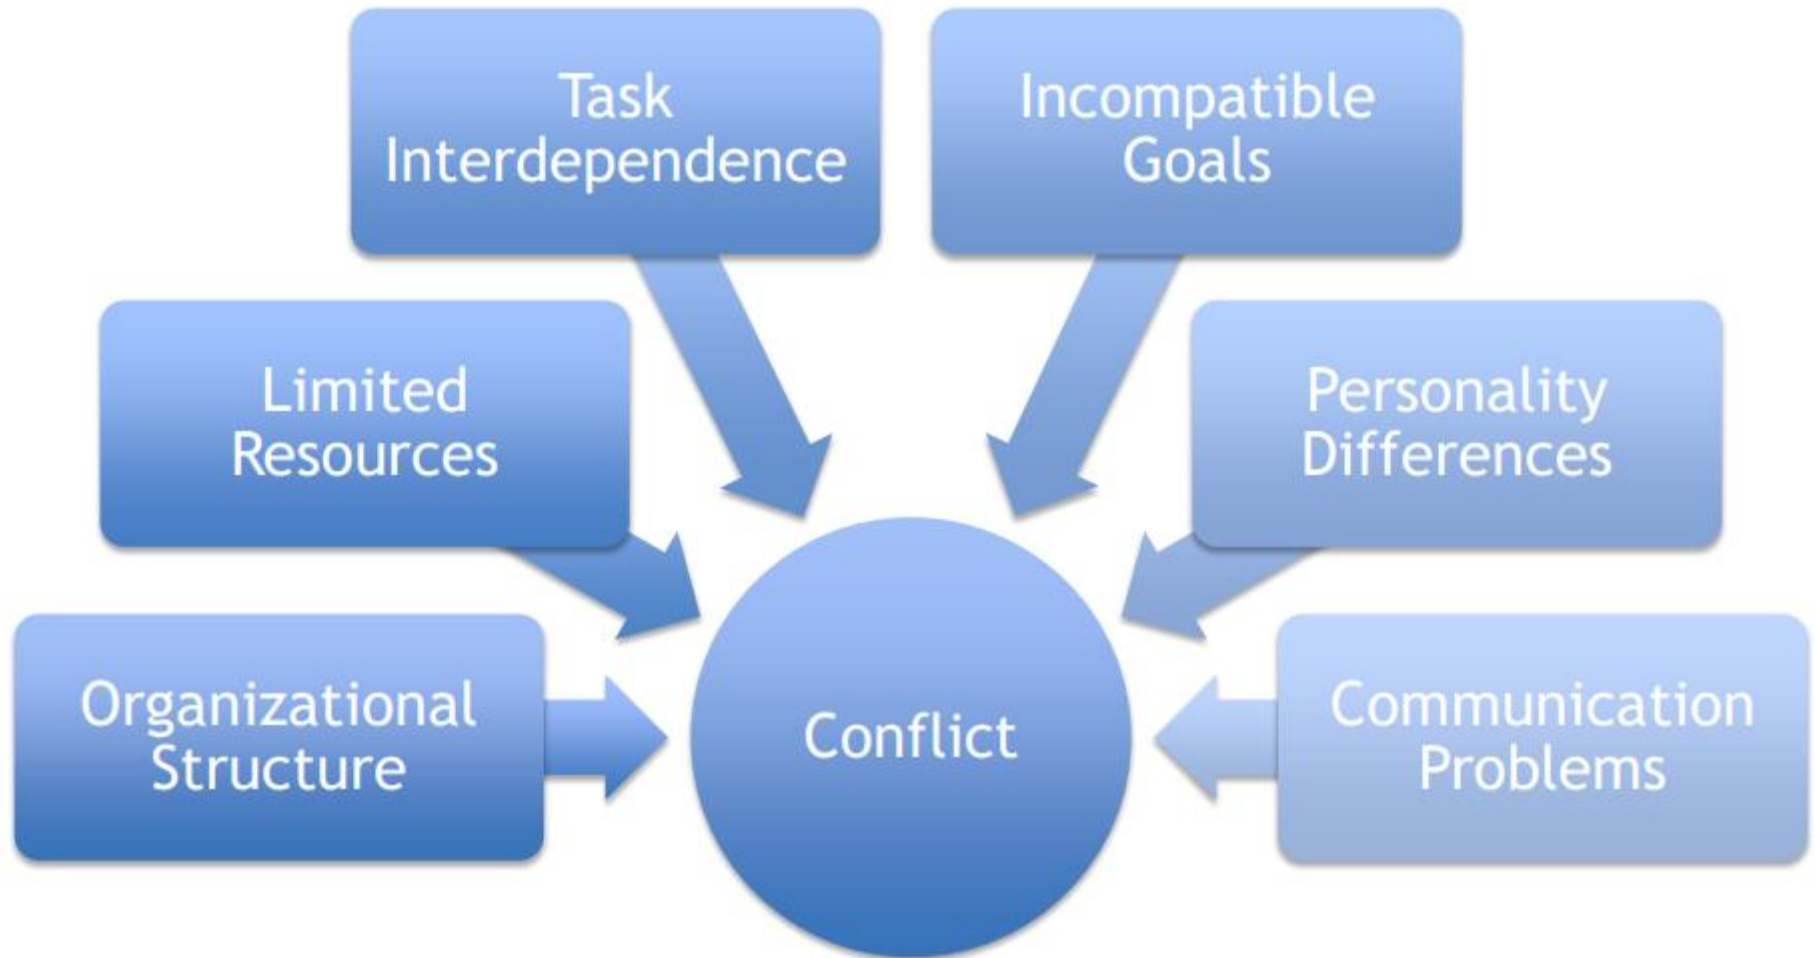 Task
Interdependence
Incompatible
Goals
Limited
Resources
Personality
Differences
Organizational
Structure
Conflict
Communication
Problems